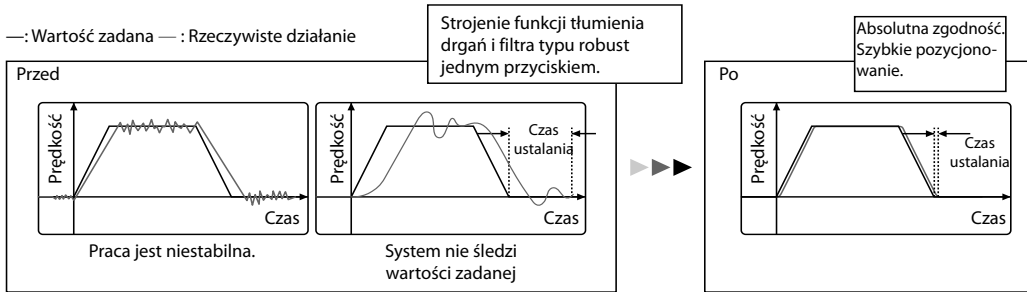 —: Wartość zadana — : Rzeczywiste działanie
Strojenie funkcji tłumienia
drgań i filtra typu robust
jednym przyciskiem.
Przed
Prędkość
Czas
Praca jest niestabilna.
Prędkość
Czas
ustalania
Czas
System nie śledzi
wartości zadanej
Absolutna zgodność.
Szybkie pozycjono-
wanie.
Po
Prędkość
Czas
ustalania
Czas